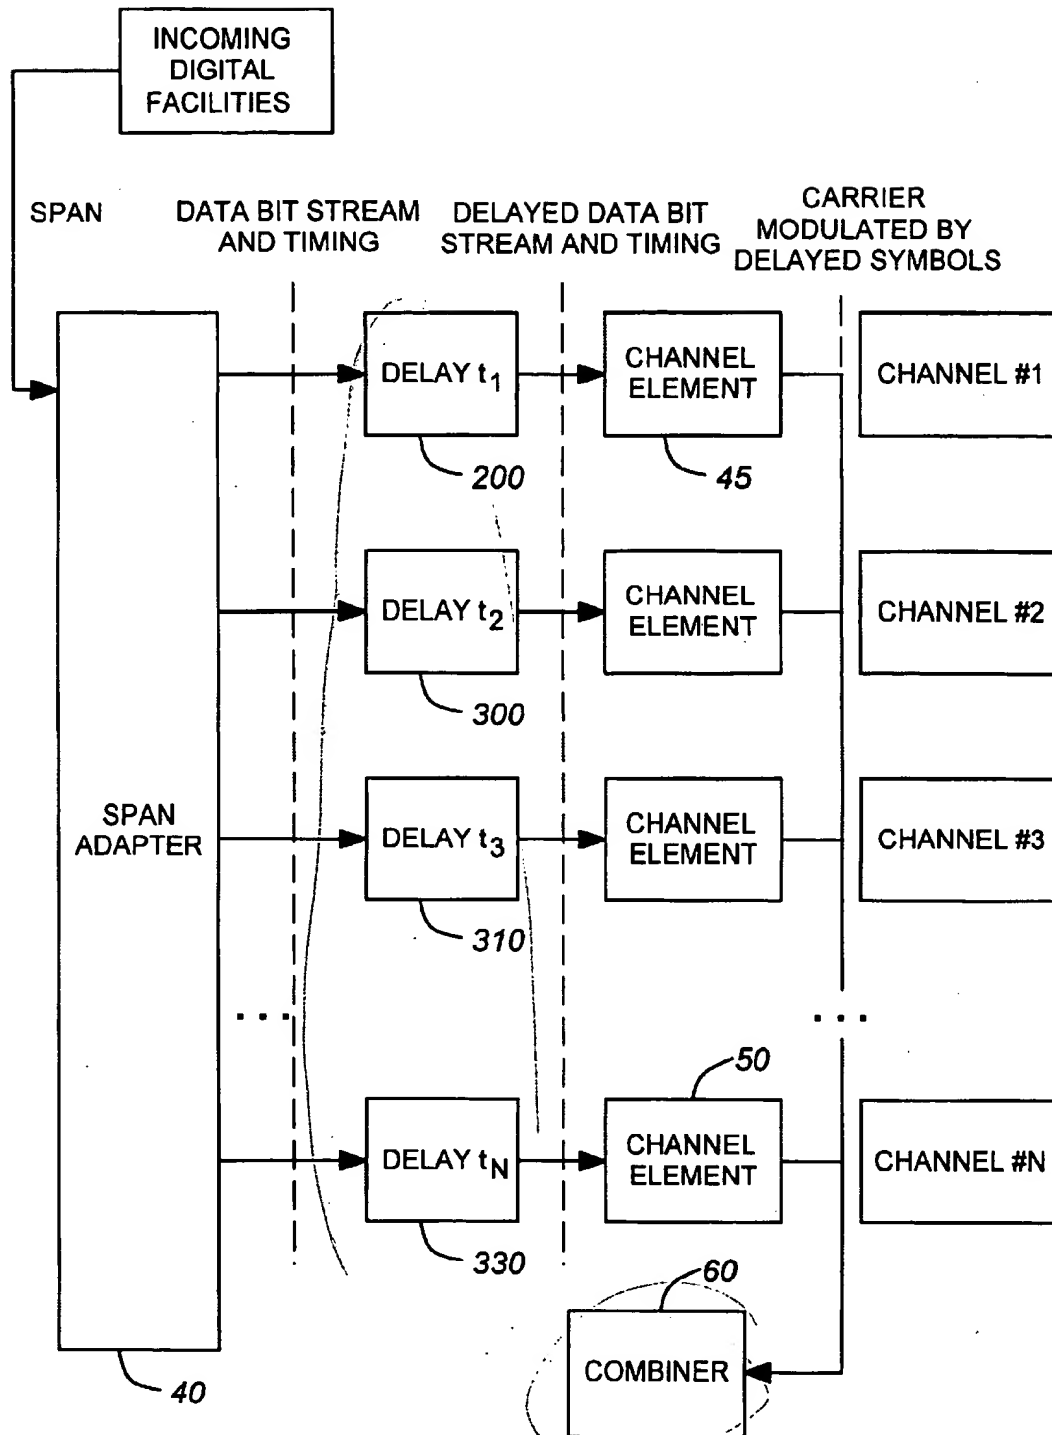 INCOMING
DIGITAL
FACILITIES
SPAN
DATA BIT STREAM
AND TIMING
DELAYED DATA BIT
STREAM AND TIMING
CARRIER
MODULATED BY
DELAYED SYMBOLS
DELAY t1
200
CHANNEL
ELEMENT
45
CHANNEL #1
DELAY t2
300
CHANNEL
ELEMENT
CHANNEL #2
SPAN
ADAPTER
DELAY t3
310
CHANNEL
ELEMENT
CHANNEL #3
...
...
50
DELAY tN
330
CHANNEL
ELEMENT
CHANNEL #N
60
COMBINER
40